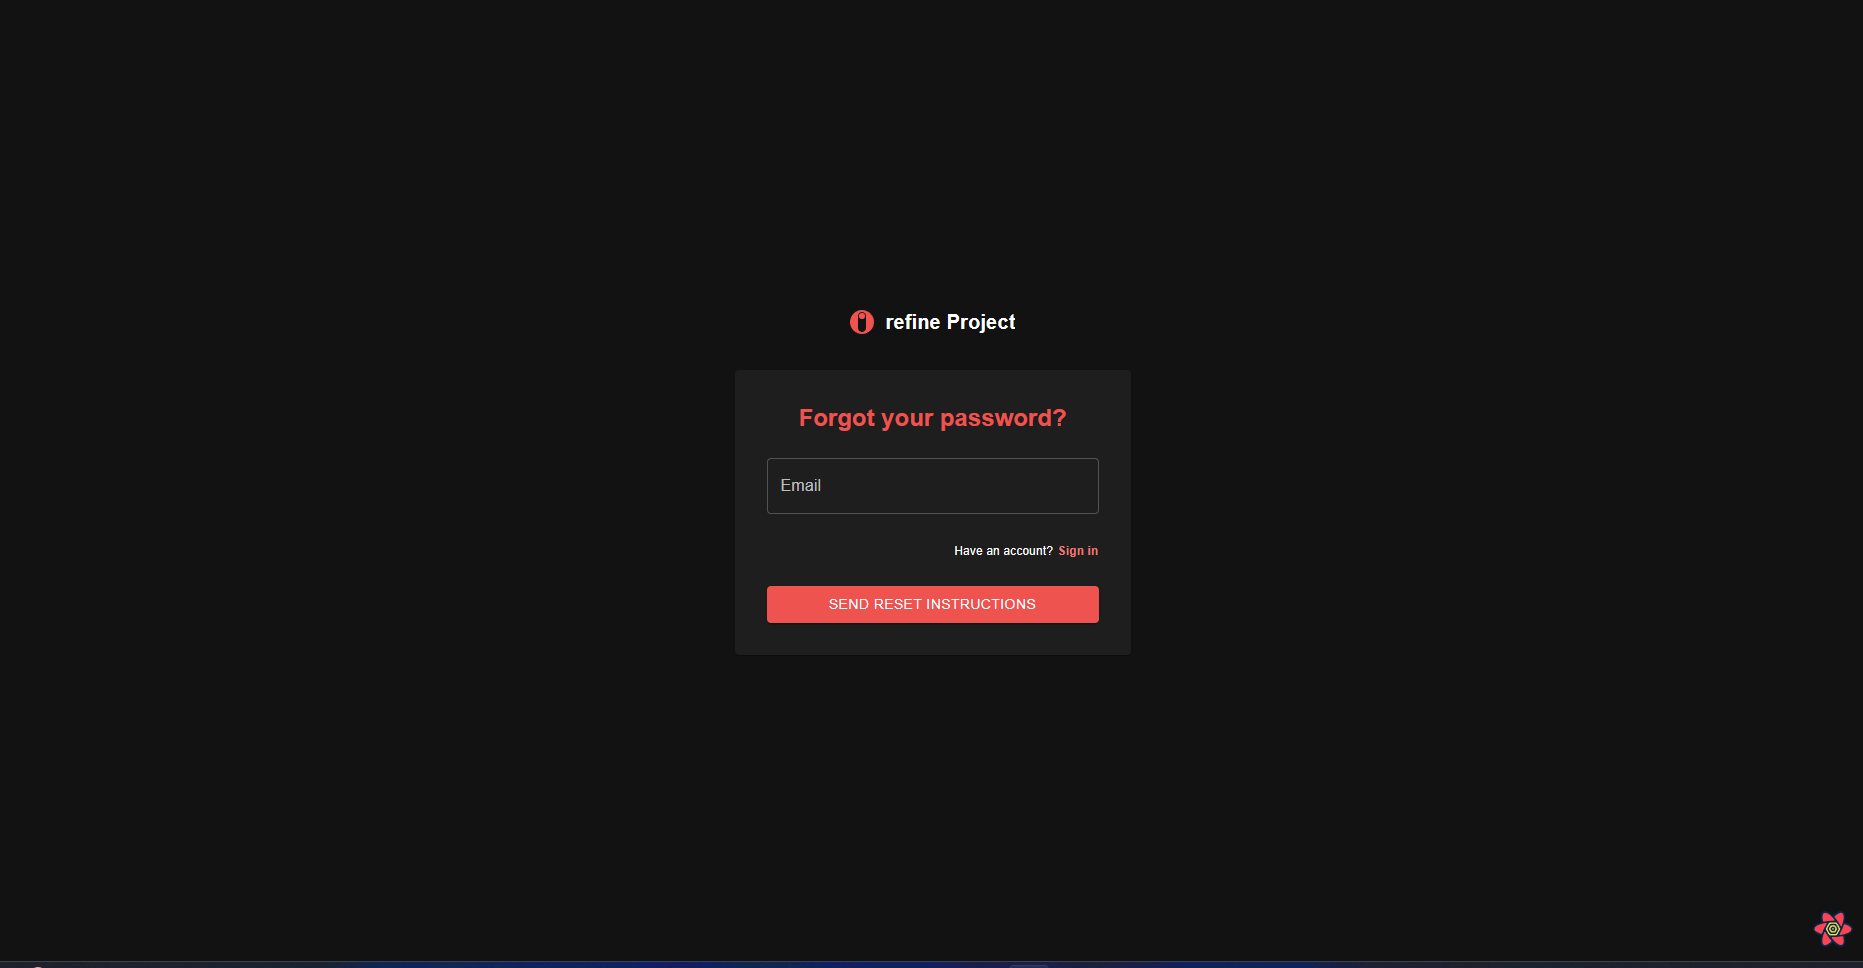 refine Project
Forgot your password?
Email
Have an account? Sign in
SEND RESET INSTRUCTIONS